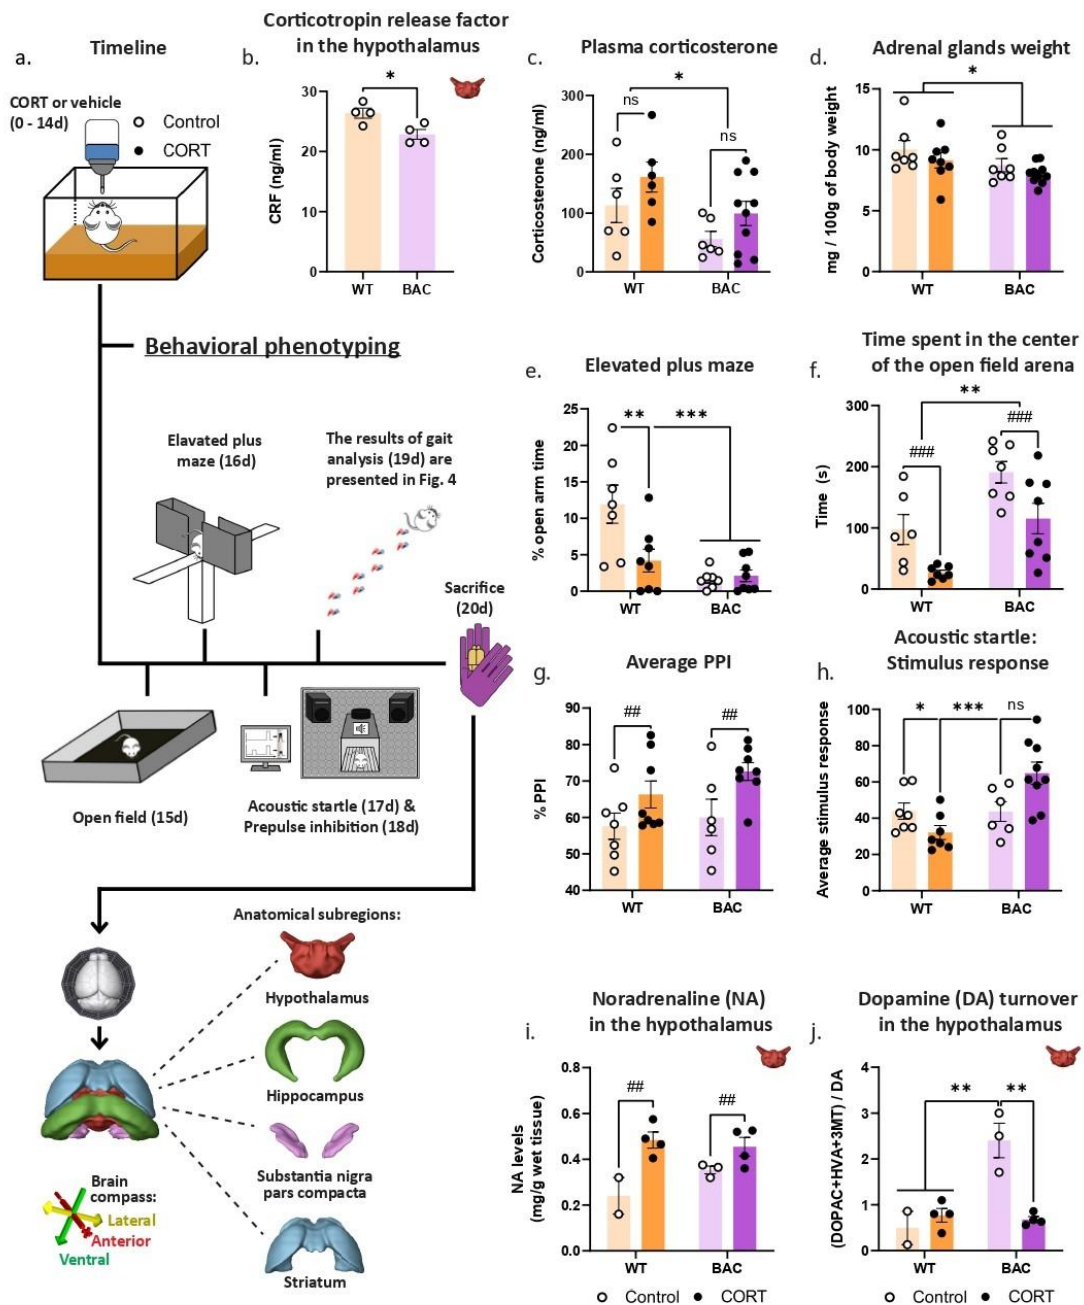 a.
Timeline
CORT or vehicle
(0 - 14d)
Control
CORT
b.
Corticotropin release factor
in the hypothalamus
*
CRF (ng/ml)
30
20
10
0
WT
BAC
c.
Plasma corticosterone
*
ns
ns
Corticosterone (ng/ml)
300
200
100
0
WT
BAC
d.
Adrenal glands weight
*
mg / 100g of body weight
15
10
5
0
WT
BAC
Behavioral phenotyping
Elavated plus
maze (16d)
The results of gait
analysis (19d) are
presented in Fig. 4
Sacrifice
(20d)
Open field (15d)
Acoustic startle (17d) &
Prepulse inhibition (18d)
e.
Elevated plus maze
**
***
% open arm time
25
20
15
10
5
0
WT
BAC
f.
Time spent in the center
of the open field arena
**
###
###
Time (s)
300
200
100
0
WT
BAC
g.
Average PPI
##
##
% PPI
90
80
70
60
50
40
WT
BAC
h.
Acoustic startle:
Stimulus response
*
***
ns
Average stimulus response
100
80
60
40
20
0
WT
BAC
Anatomical subregions:
Hypothalamus
Hippocampus
Substantia nigra
pars compacta
Striatum
Brain
compass:
Lateral
Anterior
Ventral
i.
Noradrenaline (NA)
in the hypothalamus
##
##
NA levels
(mg/g wet tissue)
0.8
0.6
0.4
0.2
0.0
WT
BAC
Control
CORT
j.
Dopamine (DA) turnover
in the hypothalamus
**
**
(DOPAC+HVA+3MT) / DA
4
3
2
1
0
WT
BAC
Control
CORT